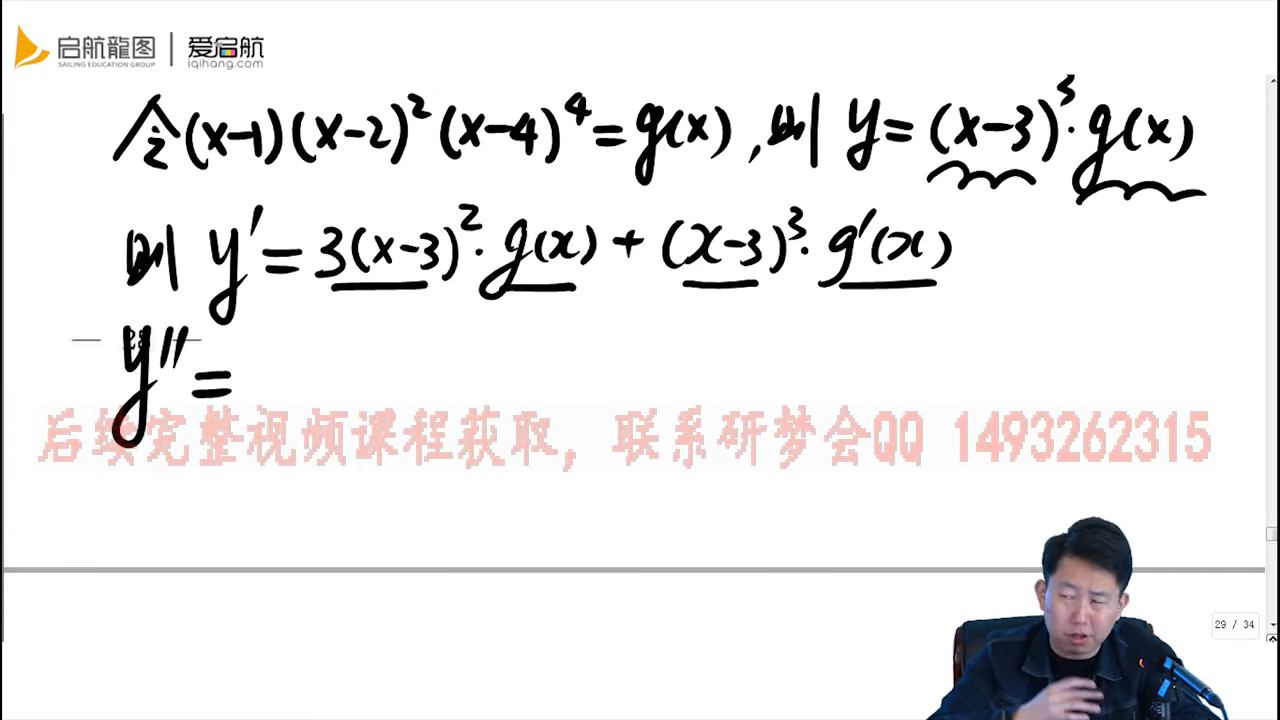 启航龍图 | 爱启航
SAILING EDUCATION GROUP iqihang.com
令(x-1)(x-2)²(x-4)⁴=g(x),则 y=(x-3)³·g(x)
则 y′=3(x-3)²·g(x)+(x-3)³·g′(x)
y″=
后续完整视频课程获取，联系研梦会QQ 1493262315
29 / 34